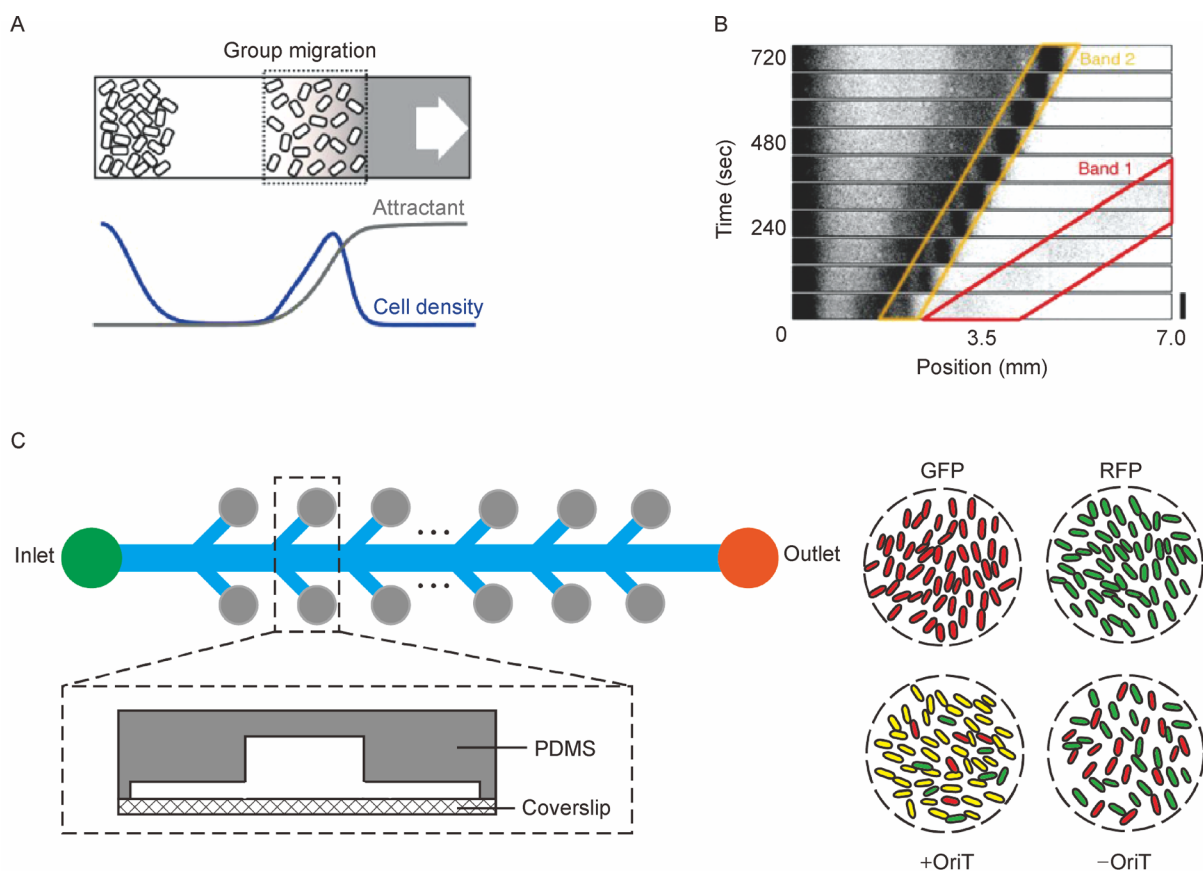 A
Group migration
Attractant
Cell density
B
720
480
240
0
Time (sec)
Band 2
Band 1
3.5
7.0
Position (mm)
C
Inlet
Outlet
PDMS
Coverslip
GFP
RFP
+OriT
−OriT